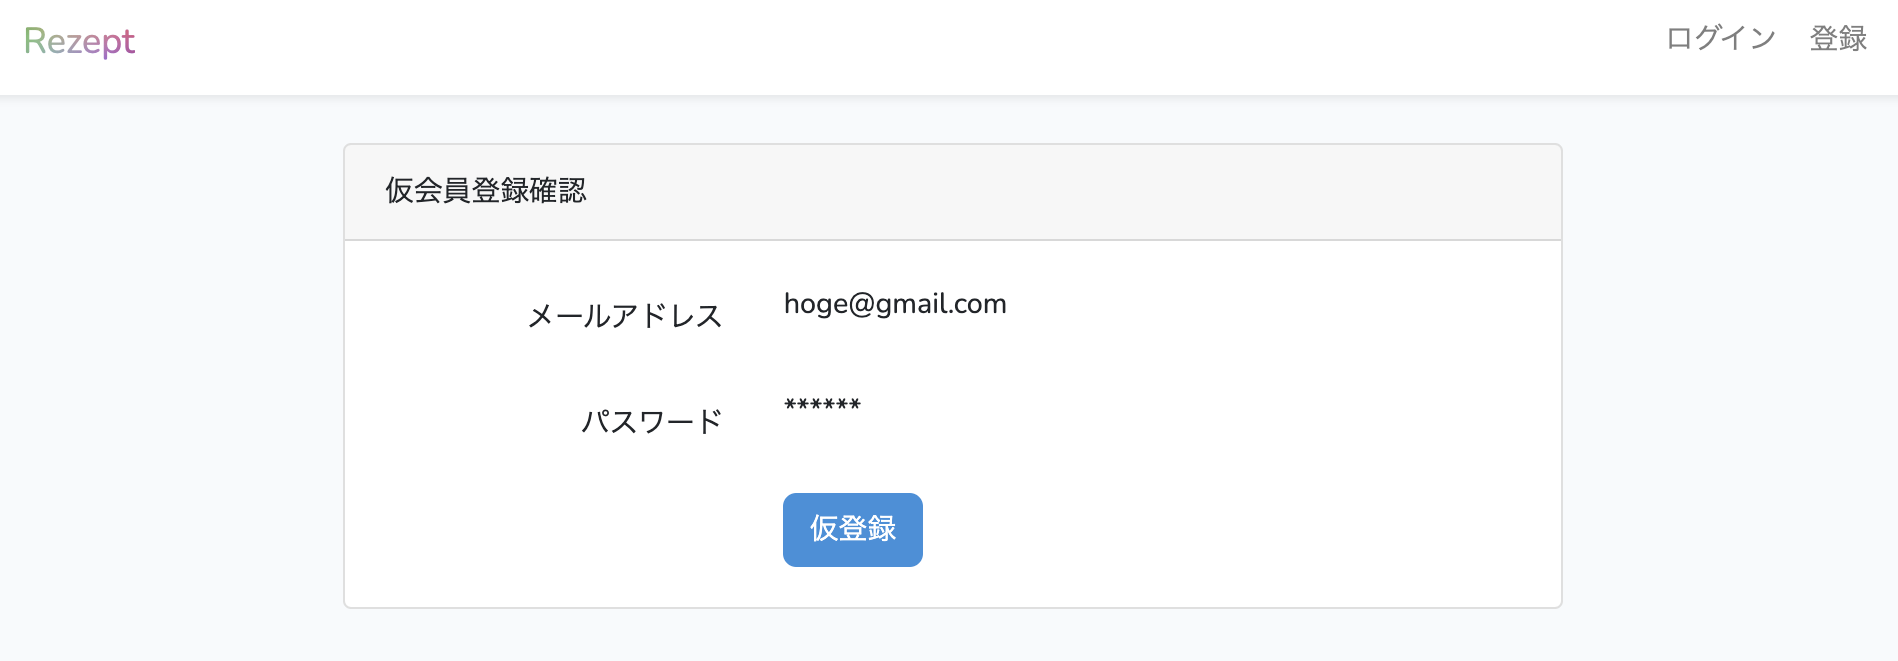 Rezept
ログイン 登録
仮会員登録確認
メールアドレス hoge@gmail.com
パスワード ******
仮登録